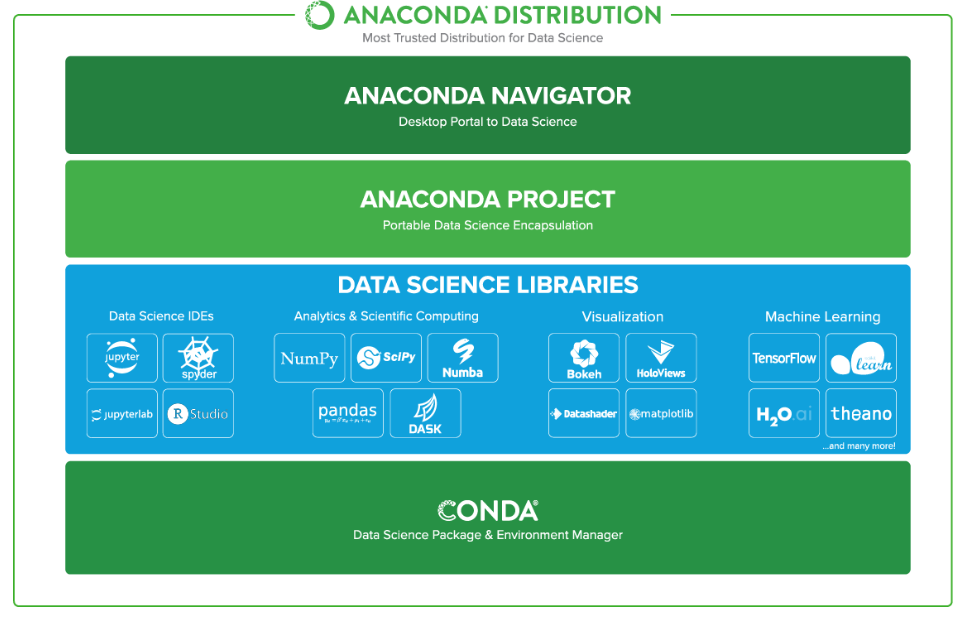 ANACONDA® DISTRIBUTION
Most Trusted Distribution for Data Science
ANACONDA NAVIGATOR
Desktop Portal to Data Science
ANACONDA PROJECT
Portable Data Science Encapsulation
DATA SCIENCE LIBRARIES
Data Science IDEs
jupyter
spyder
jupyterlab
R Studio
Analytics & Scientific Computing
NumPy
SciPy
Numba
pandas
DASK
Visualization
Bokeh
HoloViews
Datashader
matplotlib
Machine Learning
TensorFlow
learn
H2O.ai
theano
...and many more!
CONDA®
Data Science Package & Environment Manager